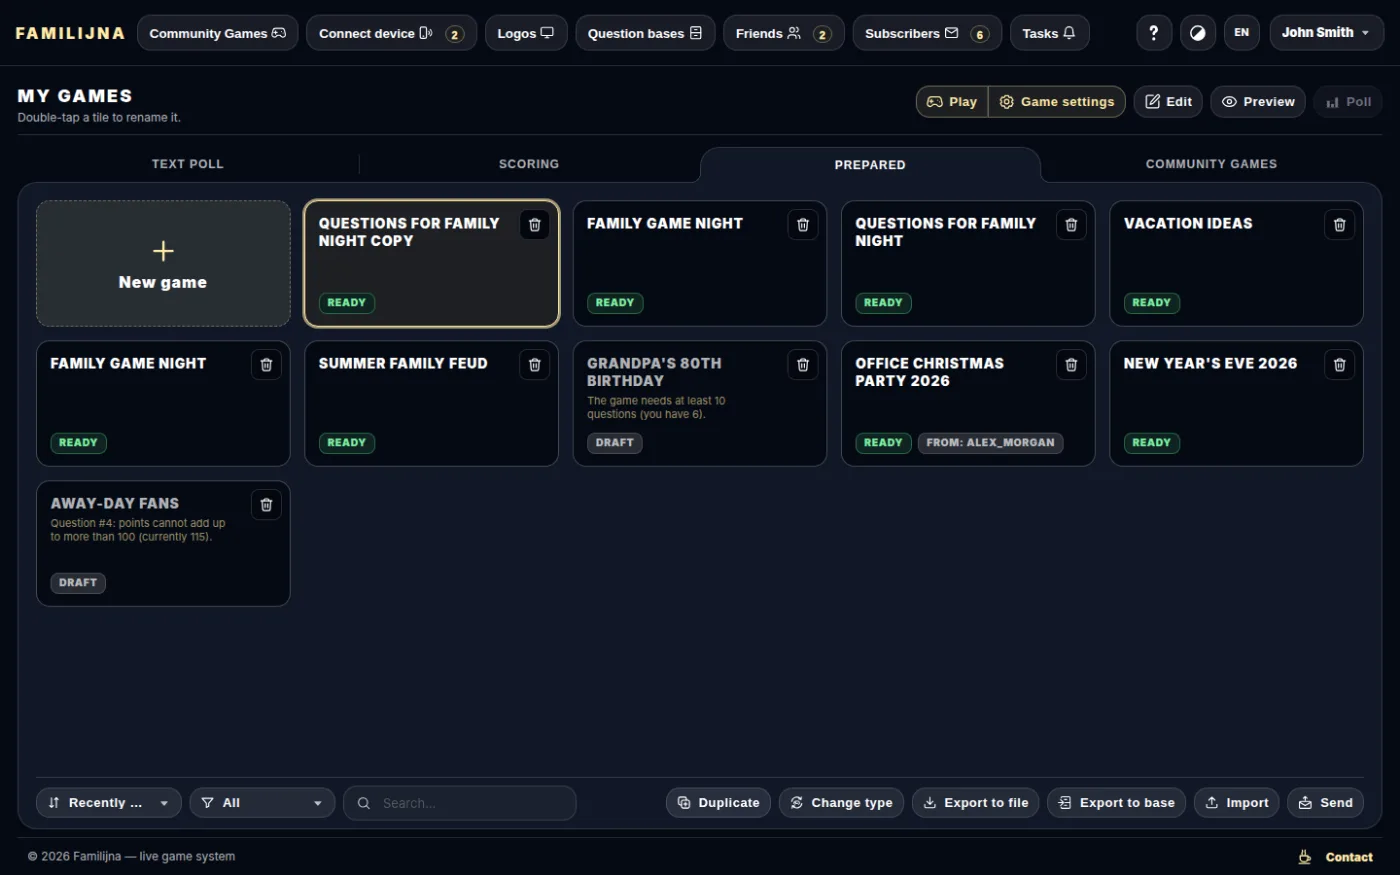 FAMILIJNA
Community Games
Connect device 2
Logos
Question bases
Friends 2
Subscribers 6
Tasks
?
EN
John Smith
MY GAMES
Double-tap a tile to rename it.
Play
Game settings
Edit
Preview
Poll
TEXT POLL
SCORING
PREPARED
COMMUNITY GAMES
New game
QUESTIONS FOR FAMILY
NIGHT COPY
READY
FAMILY GAME NIGHT
READY
QUESTIONS FOR FAMILY
NIGHT
READY
VACATION IDEAS
READY
FAMILY GAME NIGHT
READY
SUMMER FAMILY FEUD
READY
GRANDPA'S 80TH
BIRTHDAY
The game needs at least 10
questions (you have 6).
DRAFT
OFFICE CHRISTMAS
PARTY 2026
READY
FROM: ALEX_MORGAN
NEW YEAR'S EVE 2026
READY
AWAY-DAY FANS
Question #4: points cannot add up
to more than 100 (currently 115).
DRAFT
Recently ...
All
Search...
Duplicate
Change type
Export to file
Export to base
Import
Send
© 2026 Familijna — live game system
Contact